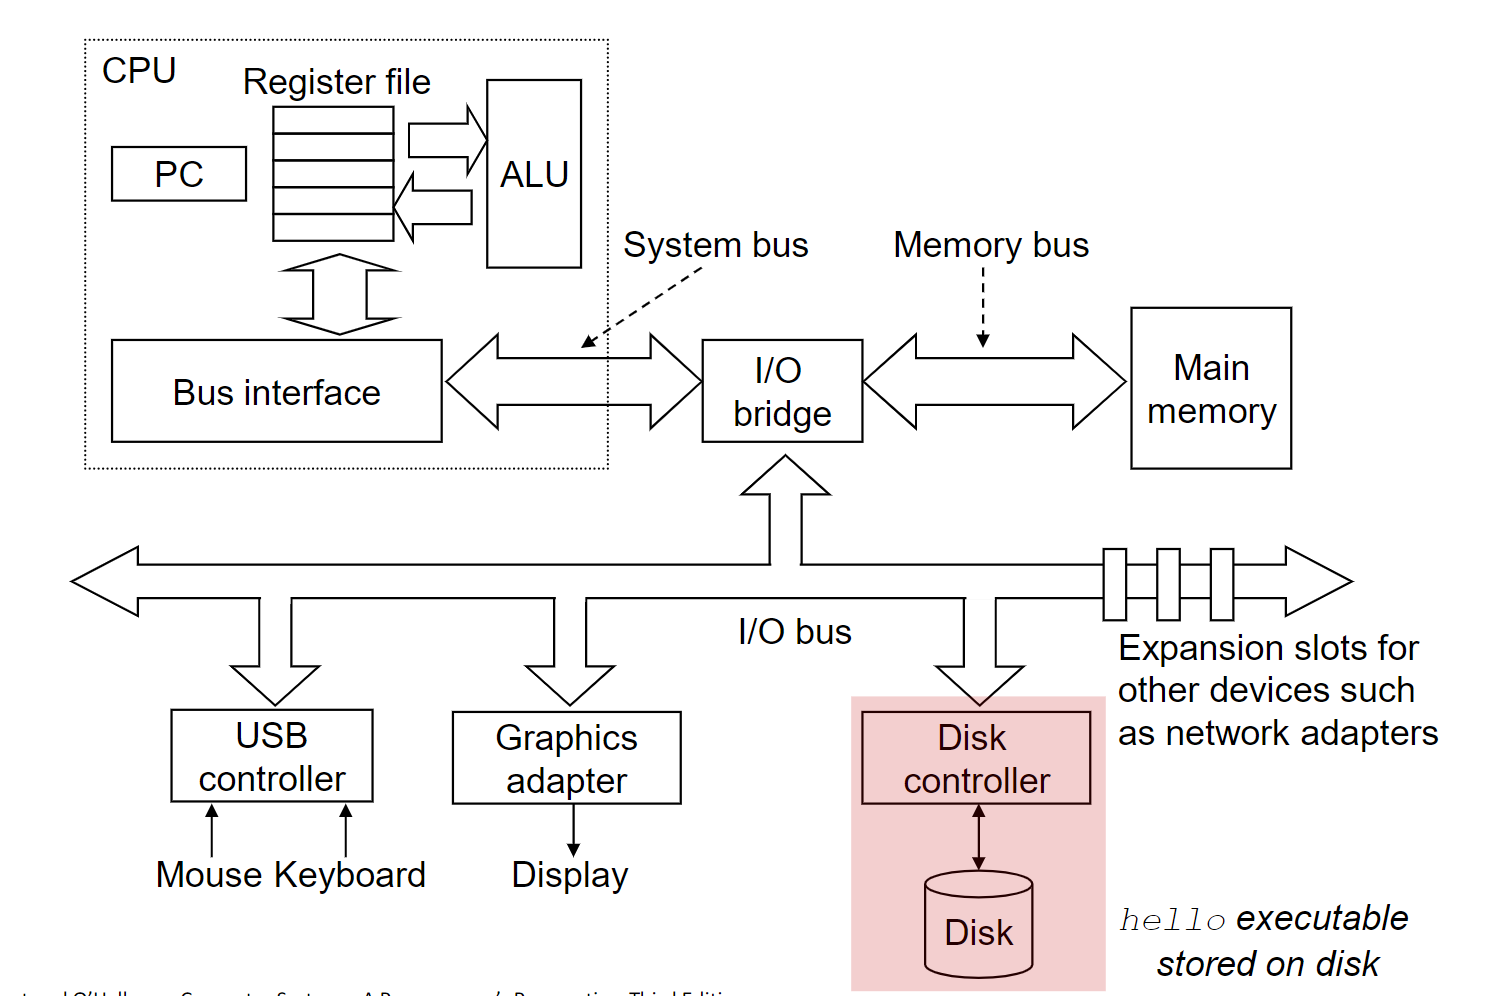 CPU
Register file
PC
ALU
System bus
Memory bus
Bus interface
I/O
bridge
Main
memory
I/O bus
Expansion slots for
other devices such
as network adapters
USB
controller
Graphics
adapter
Disk
controller
Mouse Keyboard
Display
Disk
hello executable
stored on disk